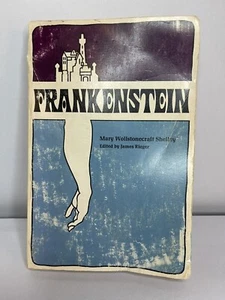 FRANKENSTEIN
Mary Wollstonecraft Shelley
Edited by James Rieger